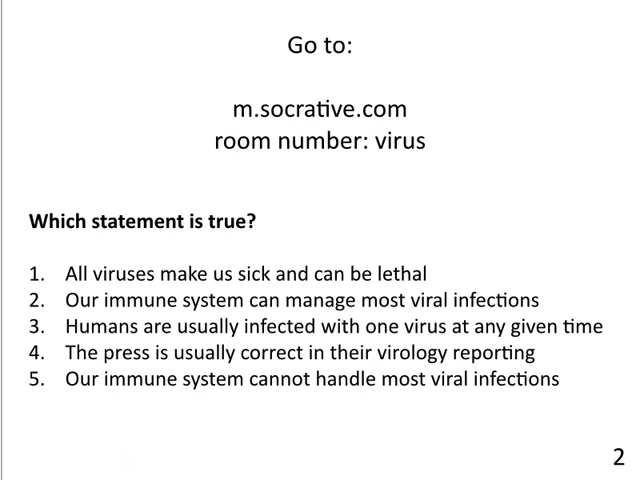 Go to:
m.socrative.com
room number: virus
Which statement is true?
1. All viruses make us sick and can be lethal
2. Our immune system can manage most viral infections
3. Humans are usually infected with one virus at any given time
4. The press is usually correct in their virology reporting
5. Our immune system cannot handle most viral infections
2